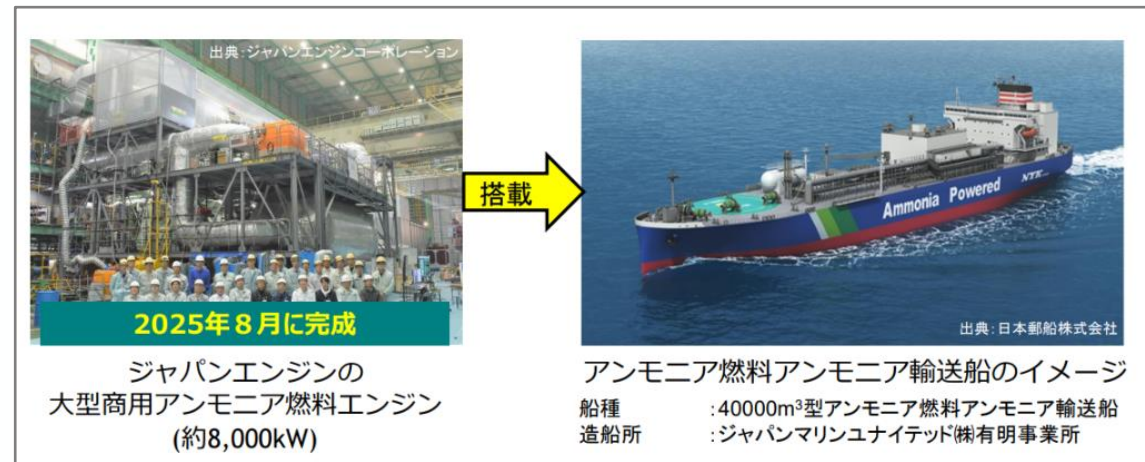 出典:ジャパンエンジンコーポレーション
2025年8月に完成
ジャパンエンジンの
大型商用アンモニア燃料エンジン
(約8,000kW)
搭載
Ammonia Powered
NYK
出典:日本郵船株式会社
アンモニア燃料アンモニア輸送船のイメージ
船種 :40000m³型アンモニア燃料アンモニア輸送船
造船所 :ジャパンマリンユナイテッド㈱有明事業所